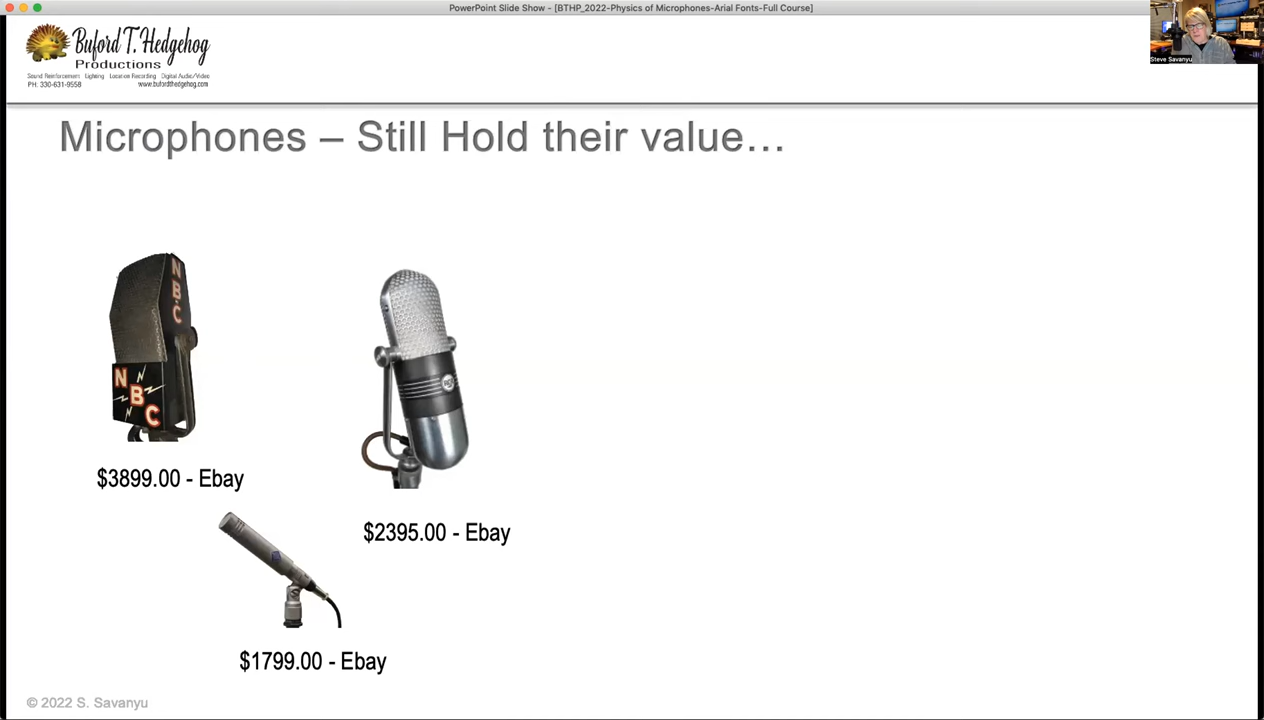 PowerPoint Slide Show - [BTHP_2022-Physics of Microphones-Arial Fonts-Full Course]
Buford T. Hedgehog
Productions
Sound Reinforcement Lighting Location Recording Digital Audio/Video
PH: 330-631-9558 www.bufordthedgehog.com
Steve Savanyu
Microphones – Still Hold their value…
NBC
N
B
C
RCA
$3899.00 - Ebay
$2395.00 - Ebay
$1799.00 - Ebay
© 2022 S. Savanyu